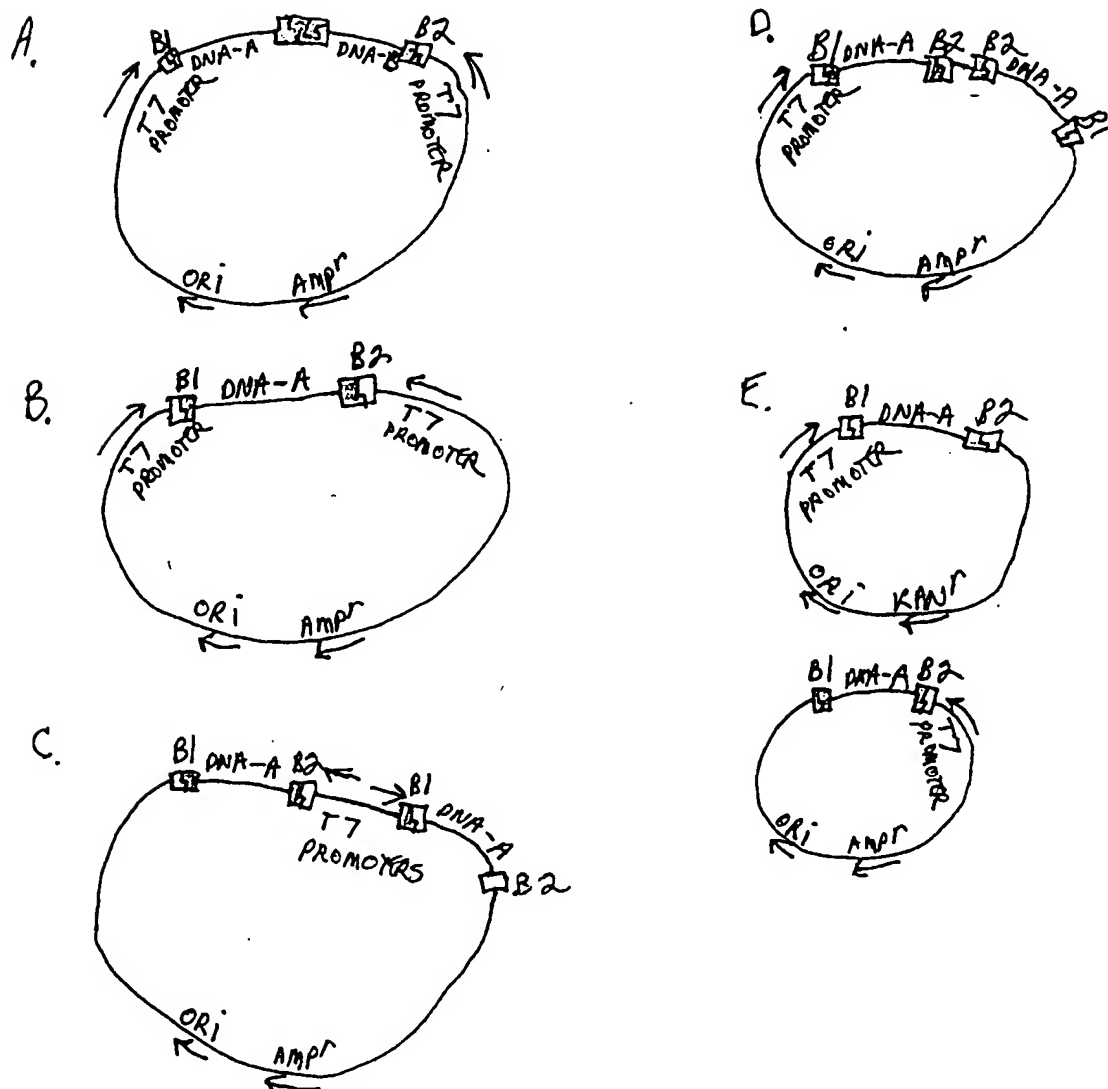 A.
B1 DNA-A
DNA-B B2
T7
PROMOTER
T7
PROMOTER
ORi
AMPr
B.
B1 DNA-A B2
T7
PROMOTER
T7
PROMOTER
ORi
AMPr
C.
B1 DNA-A B2 B1 DNA-A
T7
PROMOTERS
B2
ORi
AMPr
D.
B1 DNA-A B2 B2 DNA-A B1
T7
PROMOTER
ORi
AMPr
E.
B1 DNA-A B2
T7
PROMOTER
ORi
KANr
B1 DNA-A B2
T7
PROMOTER
ORi
AMPr